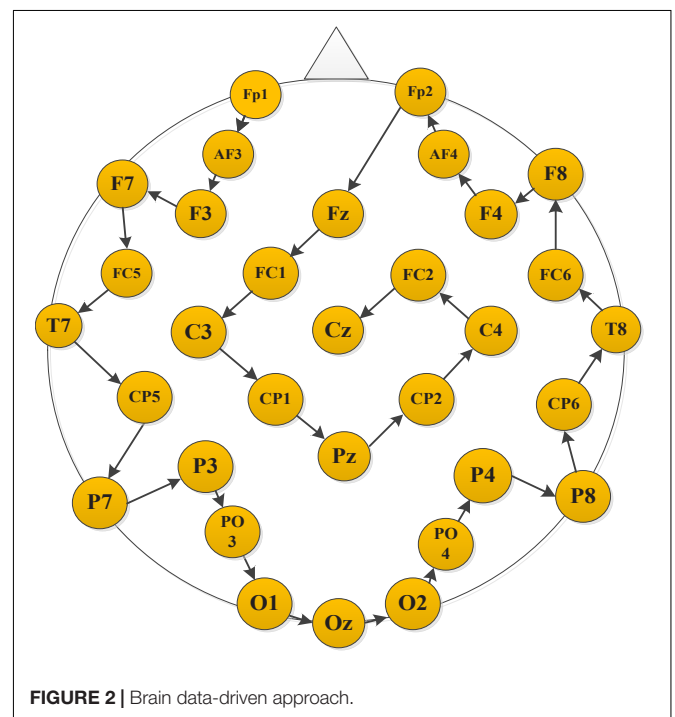 Fp1
Fp2
AF3
AF4
F7
F8
F3
Fz
F4
FC5
FC1
FC2
FC6
T7
C3
Cz
C4
T8
CP5
CP1
CP2
CP6
Pz
P3
P4
P7
P8
PO
3
PO
4
O1
O2
Oz
FIGURE 2 | Brain data-driven approach.